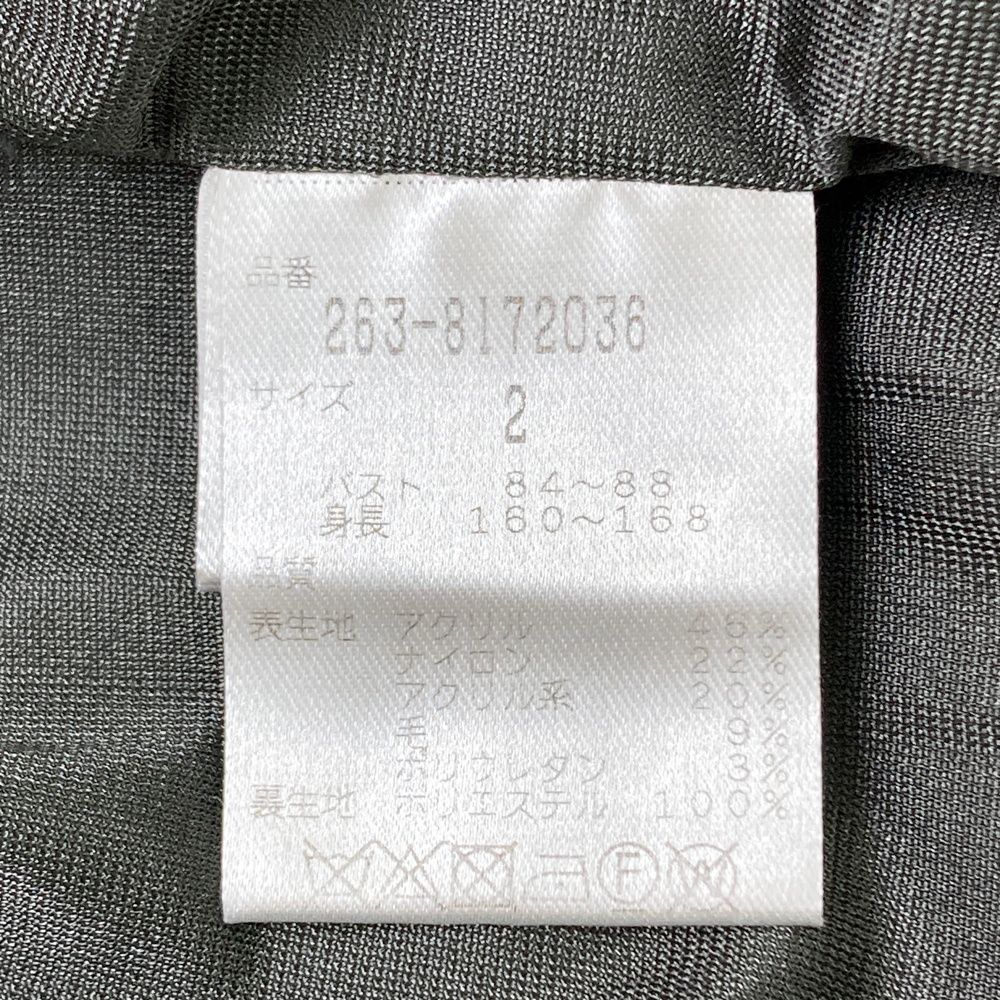 品番
263-8172036
サイズ 2
バスト 84～88
身長 160～168
品質
表生地 アクリル 46%
ナイロン 22%
アクリル系 20%
毛 9%
ポリウレタン 3%
裏生地 ポリエステル 100%
F W